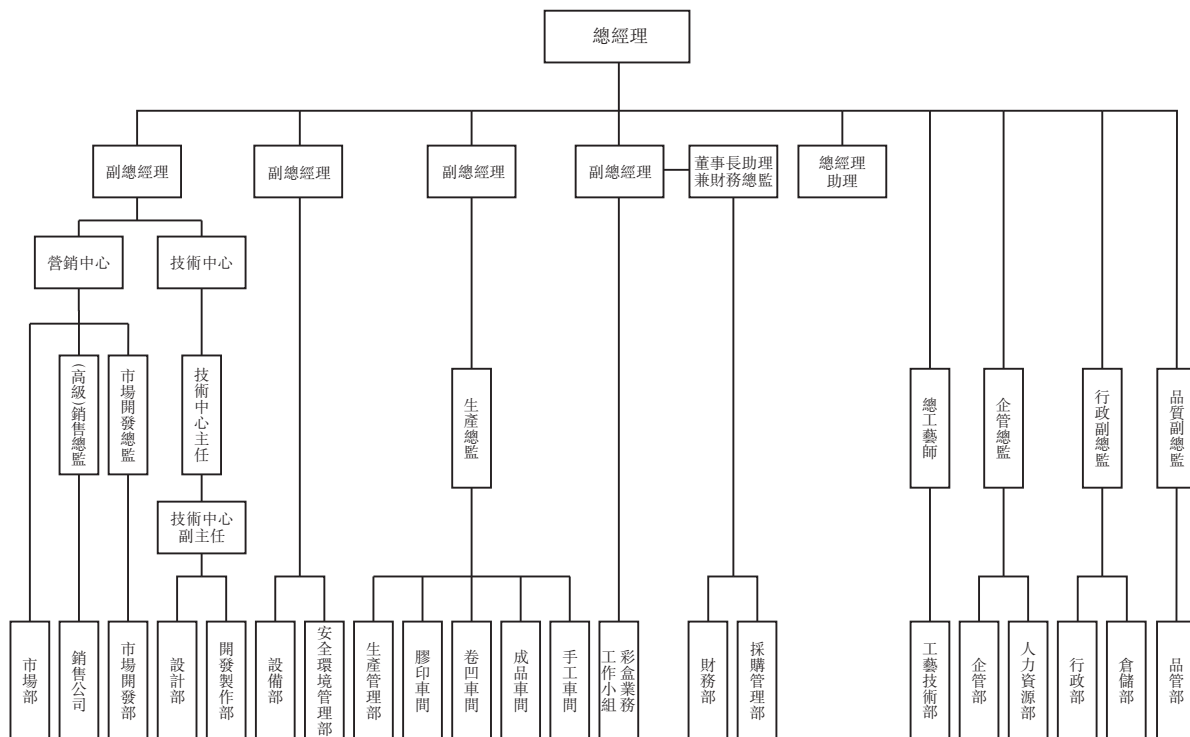 總經理
副總經理
副總經理
副總經理
副總經理
董事長助理
兼財務總監
總經理
助理
營銷中心
技術中心
(高級)銷售總監
市場開發總監
技術中心主任
生產總監
總工藝師
企管總監
行政副總監
品質副總監
技術中心
副主任
市場部
銷售公司
市場開發部
設計部
開發製作部
設備部
安全環境管理部
生產管理部
膠印車間
卷凹車間
成品車間
手工車間
彩盒業務
工作小組
財務部
採購管理部
工藝技術部
企管部
人力資源部
行政部
倉儲部
品管部